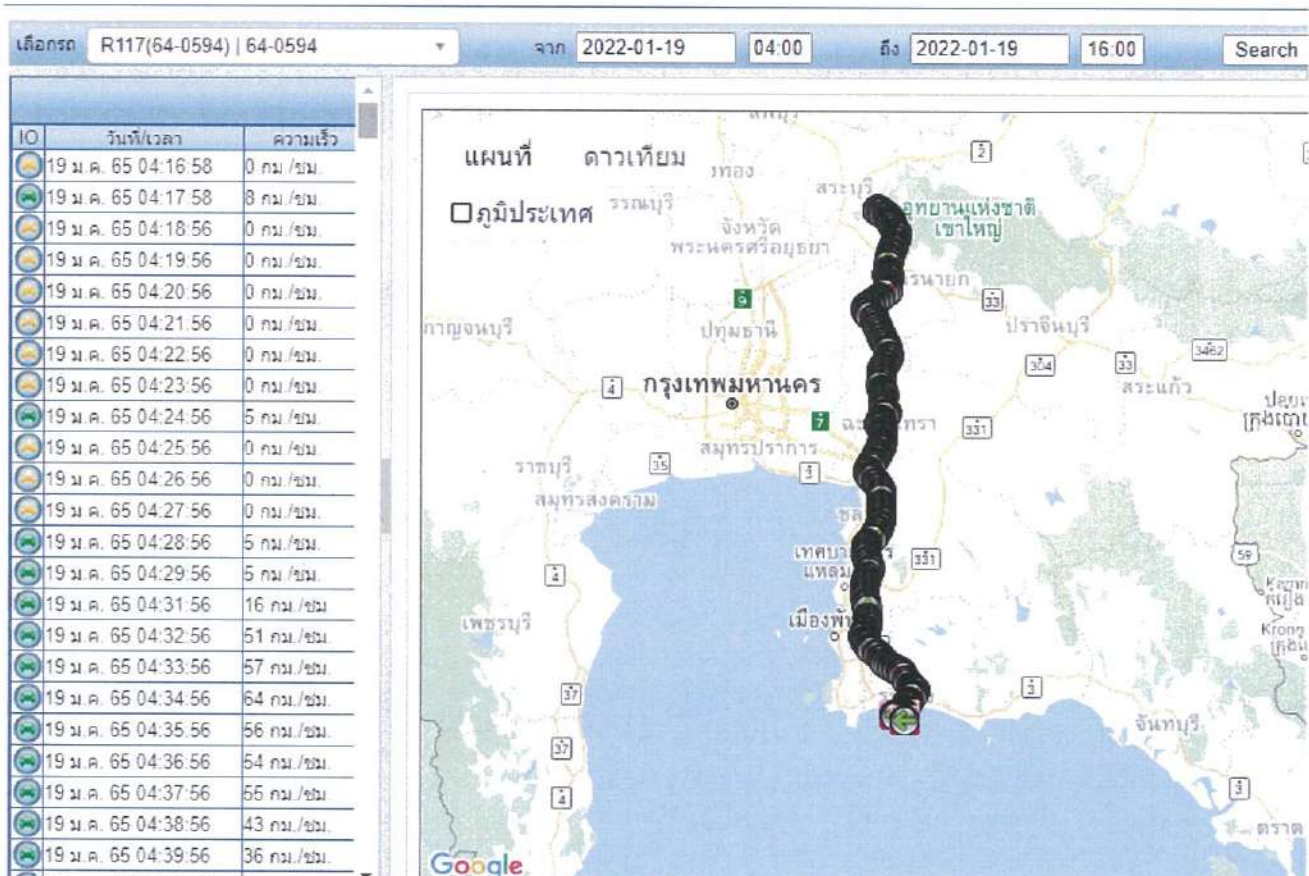 เลือกรถ R117(64-0594) | 64-0594 จาก 2022-01-19 04:00 ถึง 2022-01-19 16:00 Search
IO วันที่/เวลา ความเร็ว
19 ม.ค. 65 04:16:58 0 กม./ชม.
19 ม.ค. 65 04:17:58 8 กม./ชม.
19 ม.ค. 65 04:18:56 0 กม./ชม.
19 ม.ค. 65 04:19:56 0 กม./ชม.
19 ม.ค. 65 04:20:56 0 กม./ชม.
19 ม.ค. 65 04:21:56 0 กม./ชม.
19 ม.ค. 65 04:22:56 0 กม./ชม.
19 ม.ค. 65 04:23:56 0 กม./ชม.
19 ม.ค. 65 04:24:56 5 กม./ชม.
19 ม.ค. 65 04:25:56 0 กม./ชม.
19 ม.ค. 65 04:26:56 0 กม./ชม.
19 ม.ค. 65 04:27:56 0 กม./ชม.
19 ม.ค. 65 04:28:56 5 กม./ชม.
19 ม.ค. 65 04:29:56 5 กม./ชม.
19 ม.ค. 65 04:31:56 16 กม./ชม
19 ม.ค. 65 04:32:56 51 กม./ชม.
19 ม.ค. 65 04:33:56 57 กม./ชม.
19 ม.ค. 65 04:34:56 64 กม./ชม.
19 ม.ค. 65 04:35:56 56 กม./ชม.
19 ม.ค. 65 04:36:56 54 กม./ชม.
19 ม.ค. 65 04:37:56 55 กม./ชม.
19 ม.ค. 65 04:38:56 43 กม./ชม.
19 ม.ค. 65 04:39:56 36 กม./ชม.
แผนที่ ดาวเทียม
ภูมิประเทศ
2
สระบุรี
อุทยานแห่งชาติ
เขาใหญ่
จังหวัด
พระนครศรีอยุธยา
9
33
ปทุมธานี
ปราจีนบุรี
กาญจนบุรี
3462
304
33
4
กรุงเทพมหานคร
สระแก้ว
7
331
สมุทรปราการ
ราชบุรี
35
3
สมุทรสงคราม
331
59
4
เพชรบุรี
37
3
จันทบุรี
37
4
3
ตราด
Google